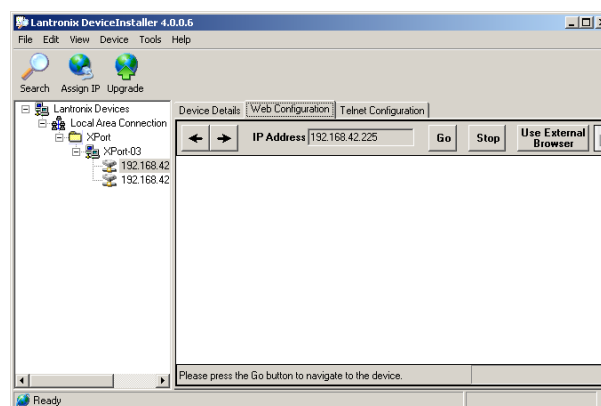 Lantronix DeviceInstaller 4.0.0.6
File Edit View Device Tools Help
Search Assign IP Upgrade
Lantronix Devices
Local Area Connection
XPort
XPort-03
192.168.42
192.168.42
Device Details Web Configuration Telnet Configuration
IP Address 192.168.42.225 Go Stop Use External
Browser
Please press the Go button to navigate to the device.
Ready